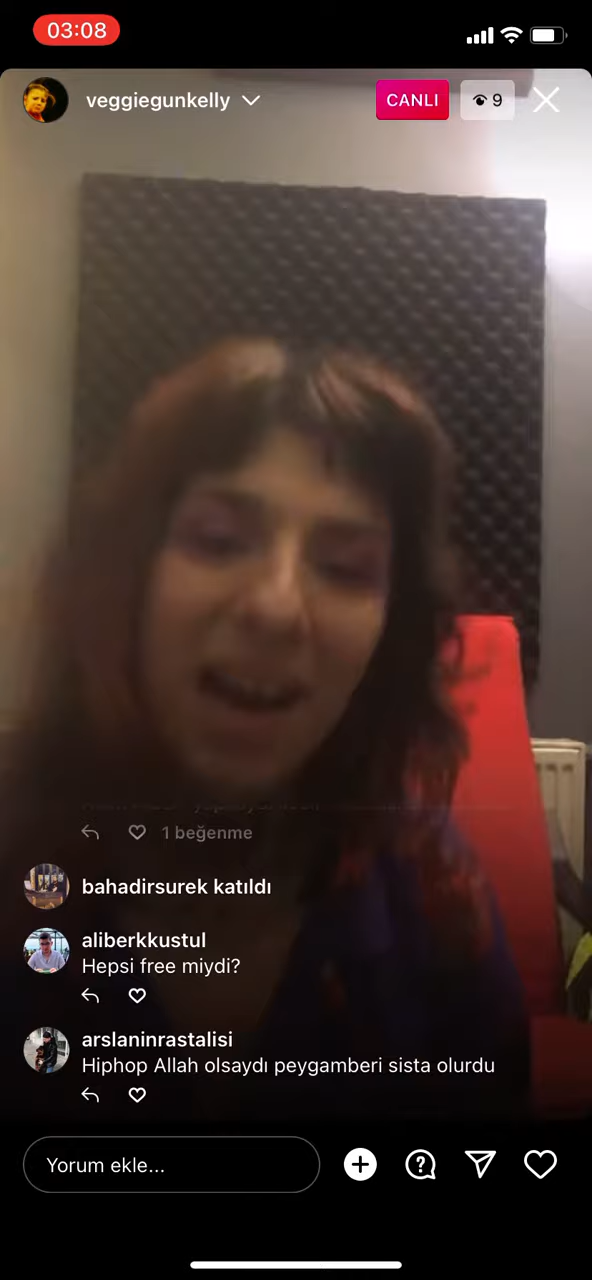 03:08
veggiegunkelly
CANLI
9
1 beğenme
bahadirsurek katıldı
aliberkkustul
Hepsi free miydi?
arslaninrastalisi
Hiphop Allah olsaydı peygamberi sista olurdu
Yorum ekle...